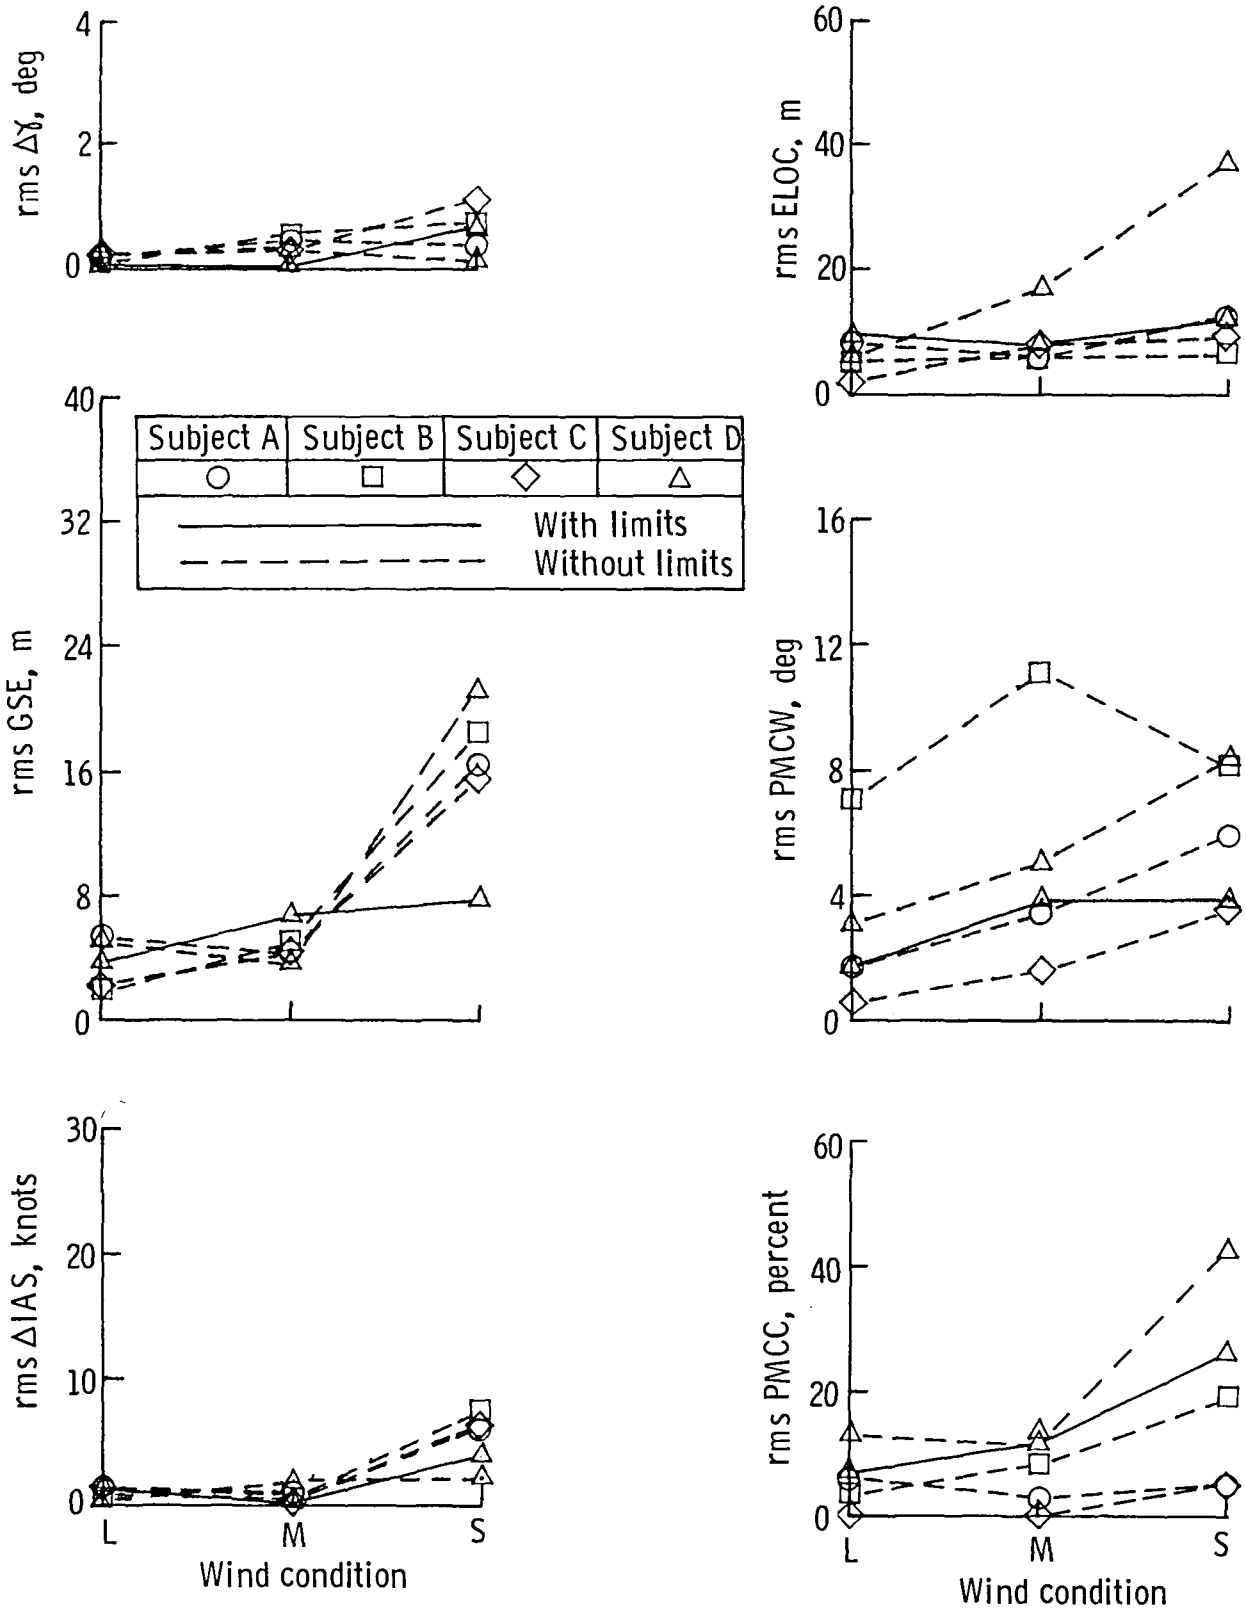 4
2
0
rms Δγ, deg
60
40
20
0
rms ELOC, m
Subject A Subject B Subject C Subject D
With limits
Without limits
40
32
24
16
8
0
rms GSE, m
16
12
8
4
0
rms PMCW, deg
30
20
10
0
rms ΔIAS, knots
L M S
Wind condition
60
40
20
0
rms PMCC, percent
L M S
Wind condition